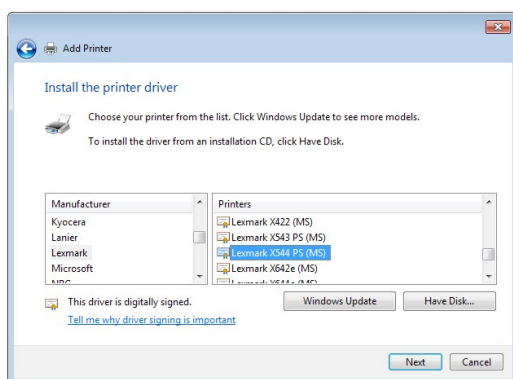 Add Printer
Install the printer driver
Choose your printer from the list. Click Windows Update to see more models.
To install the driver from an installation CD, click Have Disk.
Manufacturer
Kyocera
Lanier
Lexmark
Microsoft
Printers
Lexmark X422 (MS)
Lexmark X543 PS (MS)
Lexmark X544 PS (MS)
Lexmark X642e (MS)
This driver is digitally signed.
Tell me why driver signing is important
Windows Update
Have Disk...
Next
Cancel